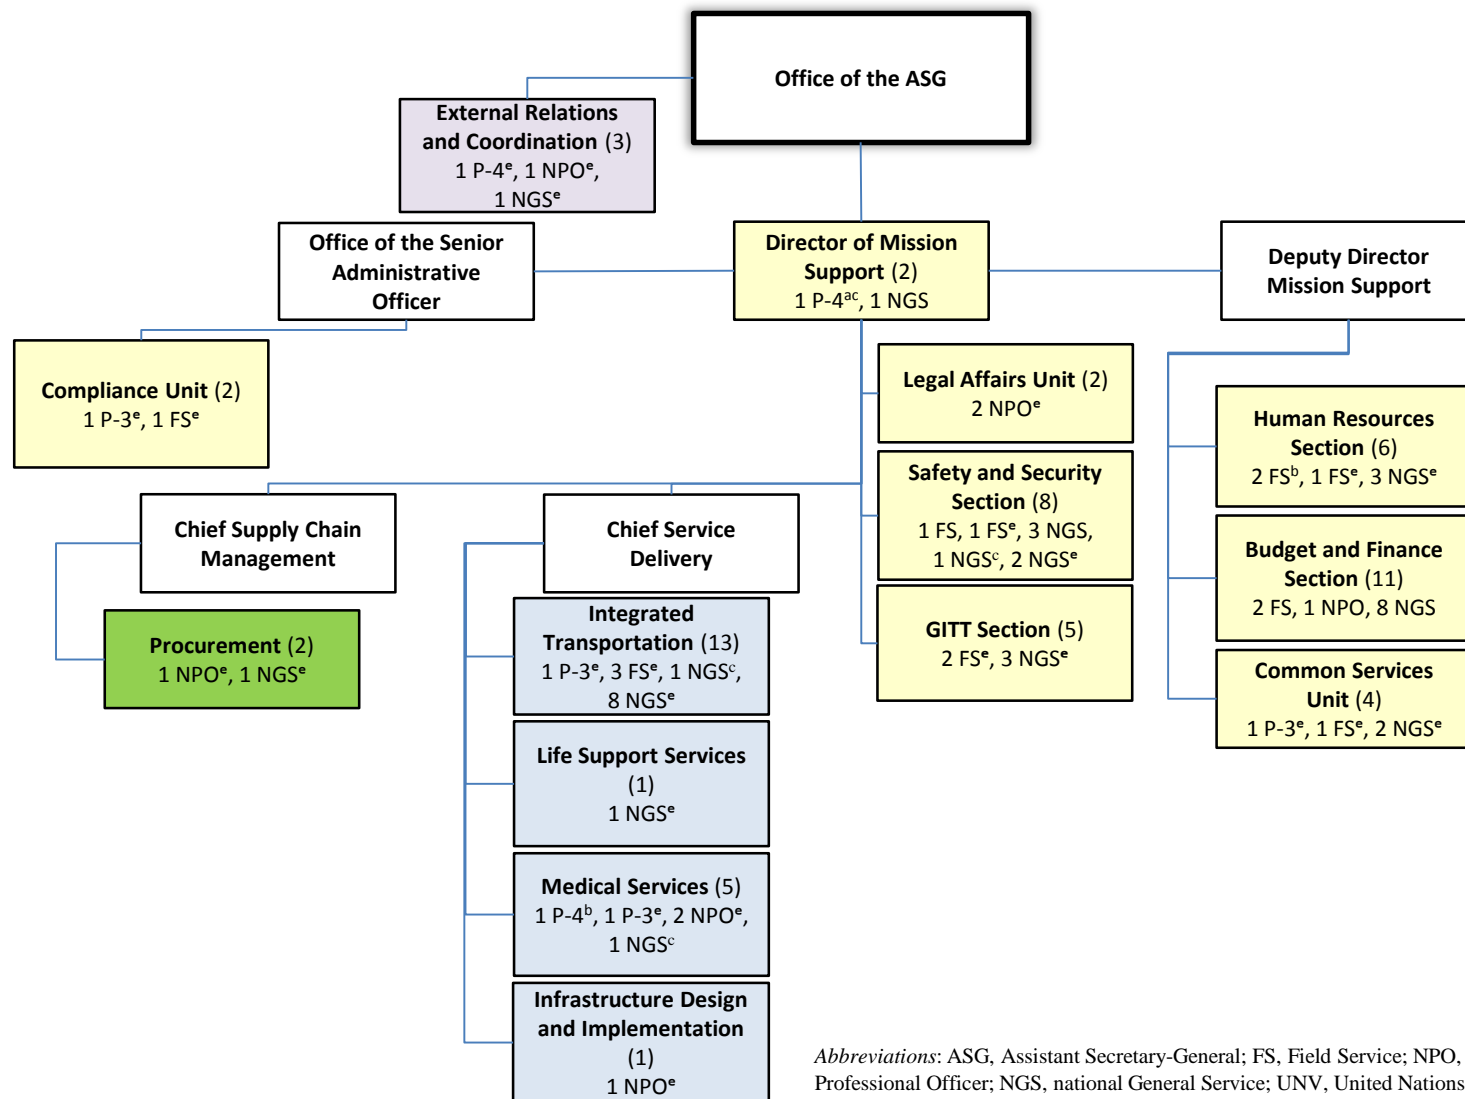 Office of the ASG
External Relations
and Coordination (3)
1 P-4ᵉ, 1 NPOᵉ,
1 NGSᵉ
Office of the Senior
Administrative
Officer
Director of Mission
Support (2)
1 P-4ᵃᶜ, 1 NGS
Deputy Director
Mission Support
Compliance Unit (2)
1 P-3ᵉ, 1 FSᵉ
Legal Affairs Unit (2)
2 NPOᵉ
Human Resources
Section (6)
2 FSᵇ, 1 FSᵉ, 3 NGSᵉ
Safety and Security
Section (8)
1 FS, 1 FSᵉ, 3 NGS,
1 NGSᶜ, 2 NGSᵉ
Chief Supply Chain
Management
Chief Service
Delivery
Budget and Finance
Section (11)
2 FS, 1 NPO, 8 NGS
GITT Section (5)
2 FSᵉ, 3 NGSᵉ
Procurement (2)
1 NPOᵉ, 1 NGSᵉ
Integrated
Transportation (13)
1 P-3ᵉ, 3 FSᵉ, 1 NGSᶜ,
8 NGSᵉ
Common Services
Unit (4)
1 P-3ᵉ, 1 FSᵉ, 2 NGSᵉ
Life Support Services
(1)
1 NGSᵉ
Medical Services (5)
1 P-4ᵇ, 1 P-3ᵉ, 2 NPOᵉ,
1 NGSᶜ
Infrastructure Design
and Implementation
(1)
1 NPOᵉ
Abbreviations: ASG, Assistant Secretary-General; FS, Field Service; NPO,
Professional Officer; NGS, national General Service; UNV, United Nations